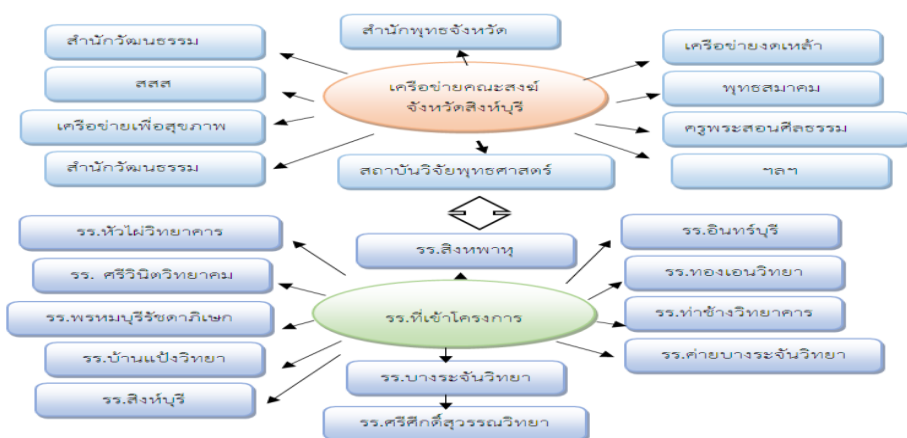 สำนักวัฒนธรรม
สำนักพุทธจังหวัด
เครือข่ายงดเหล้า
สสส
เครือข่ายคณะสงฆ์
จังหวัดสิงห์บุรี
พุทธสมาคม
เครือข่ายเพื่อสุขภาพ
ครูพระสอนศีลธรรม
สำนักวัฒนธรรม
สถาบันวิจัยพุทธศาสตร์
ฯลฯ
รร.หัวไผ่วิทยาคาร
รร.สิงหพาหุ
รร.อินทร์บุรี
รร. ศรีวินิตวิทยาคม
รร.ทองเอนวิทยา
รร.พรหมบุรีรัชดาภิเษก
รร.ที่เข้าโครงการ
รร.ท่าช้างวิทยาคาร
รร.บ้านแป้งวิทยา
รร.ค่ายบางระจันวิทยา
รร.บางระจันวิทยา
รร.สิงห์บุรี
รร.ศรีศักดิ์สุวรรณวิทยา